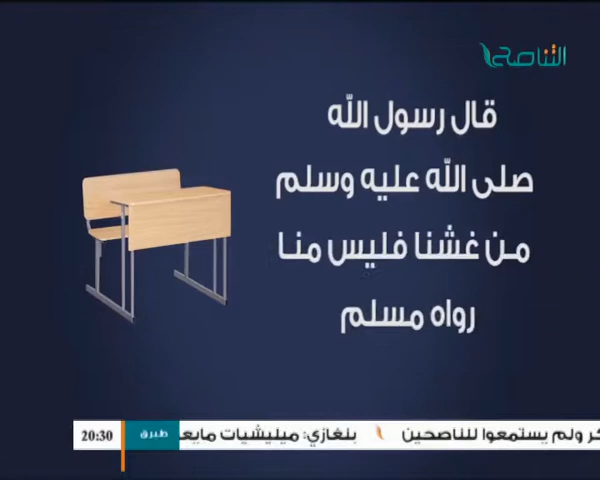 التناصح
قال رسول الله
صلى الله عليه وسلم
من غشنا فليس منا
رواه مسلم
كر ولم يستمعوا للناصحين بنغازي: ميليشيات مايع طبرق 20:30